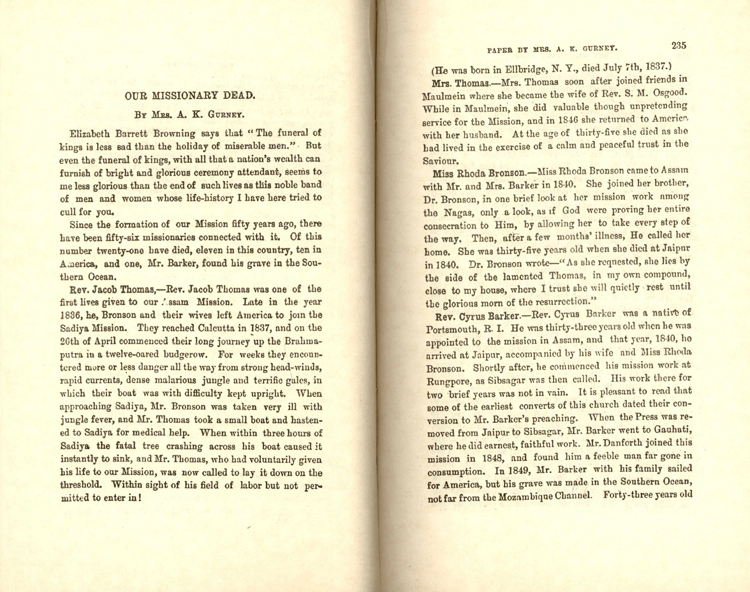 OUR MISSIONARY DEAD.
By Mrs. A. K. Gurney.
Elizabeth Barrett Browning says that "The funeral of
kings is less sad than the holiday of miserable men." But
even the funeral of kings, with all that a nation's wealth can
furnish of bright and glorious ceremony attendant, seems to
me less glorious than the end of such lives as this noble band
of men and women whose life-history I have here tried to
cull for you.
Since the formation of our Mission fifty years ago, there
have been fifty-six missionaries connected with it. Of this
number twenty-one have died, eleven in this country, ten in
America, and one, Mr. Barker, found his grave in the Sou-
thern Ocean.
Rev. Jacob Thomas,—Rev. Jacob Thomas was one of the
first lives given to our Assam Mission. Late in the year
1836, he, Bronson and their wives left America to join the
Sadiya Mission. They reached Calcutta in 1837, and on the
26th of April commenced their long journey up the Brahma-
putra in a twelve-oared budgerow. For weeks they encoun-
tered more or less danger all the way from strong head-winds,
rapid currents, dense malarious jungle and terrific gales, in
which their boat was with difficulty kept upright. When
approaching Sadiya, Mr. Bronson was taken very ill with
jungle fever, and Mr. Thomas took a small boat and hasten-
ed to Sadiya for medical help. When within three hours of
Sadiya the fatal tree crashing across his boat caused it
instantly to sink, and Mr. Thomas, who had voluntarily given
his life to our Mission, was now called to lay it down on the
threshold. Within sight of his field of labor but not per-
mitted to enter in!
PAPER BY MRS. A. K. GURNEY. 235
(He was born in Ellbridge, N. Y., died July 7th, 1837.)
Mrs. Thomas.—Mrs. Thomas soon after joined friends in
Maulmein where she became the wife of Rev. S. M. Osgood.
While in Maulmein, she did valuable though unpretending
service for the Mission, and in 1846 she returned to America
with her husband. At the age of thirty-five she died as she
had lived in the exercise of a calm and peaceful trust in the
Saviour.
Miss Rhoda Bronson.—Miss Rhoda Bronson came to Assam
with Mr. and Mrs. Barker in 1840. She joined her brother,
Dr. Bronson, in one brief look at her mission work among
the Nagas, only a look, as if God were proving her entire
consecration to Him, by allowing her to take every step of
the way. Then, after a few months' illness, He called her
home. She was thirty-five years old when she died at Jaipur
in 1840. Dr. Bronson wrote—"As she requested, she lies by
the side of the lamented Thomas, in my own compound,
close to my house, where I trust she will quietly rest until
the glorious morn of the resurrection."
Rev. Cyrus Barker.—Rev. Cyrus Barker was a native of
Portsmouth, R. I. He was thirty-three years old when he was
appointed to the mission in Assam, and that year, 1840, he
arrived at Jaipur, accompanied by his wife and Miss Rhoda
Bronson. Shortly after, he commenced his mission work at
Rungpore, as Sibsagar was then called. His work there for
two brief years was not in vain. It is pleasant to read that
some of the earliest converts of this church dated their con-
version to Mr. Barker's preaching. When the Press was re-
moved from Jaipur to Sibsagar, Mr. Barker went to Gauhati,
where he did earnest, faithful work. Mr. Danforth joined this
mission in 1848, and found him a feeble man far gone in
consumption. In 1849, Mr. Barker with his family sailed
for America, but his grave was made in the Southern Ocean,
not far from the Mozambique Channel. Forty-three years old